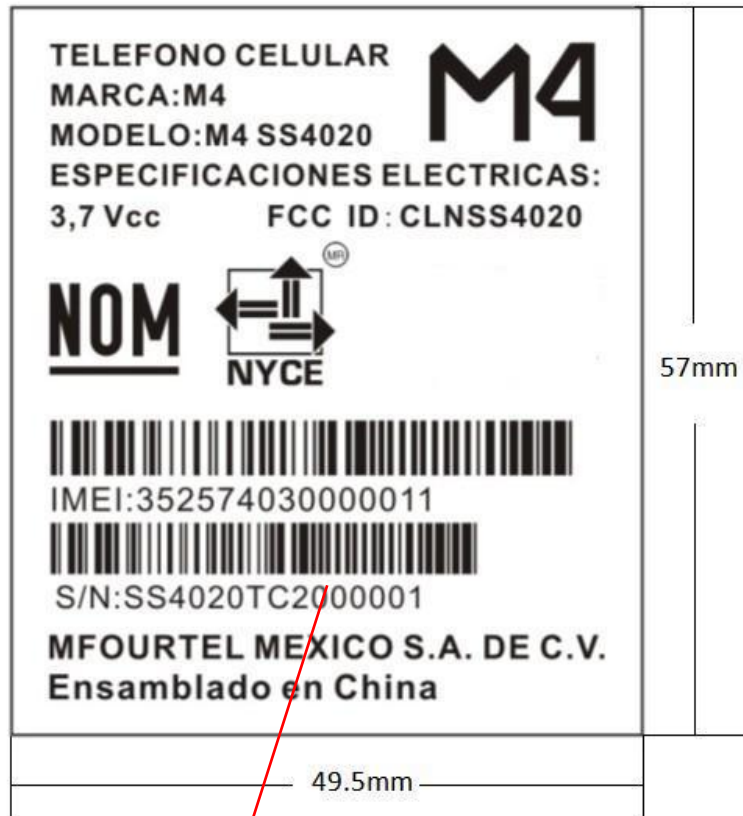 TELEFONO CELULAR
M4
MARCA:M4
MODELO:M4 SS4020
ESPECIFICACIONES ELECTRICAS:
3,7 Vcc FCC ID:CLNSS4020
MR
NOM
NYCE
57mm
IMEI:352574030000011
S/N:SS4020TC2000001
MFOURTEL MEXICO S.A. DE C.V.
Ensamblado en China
49.5mm